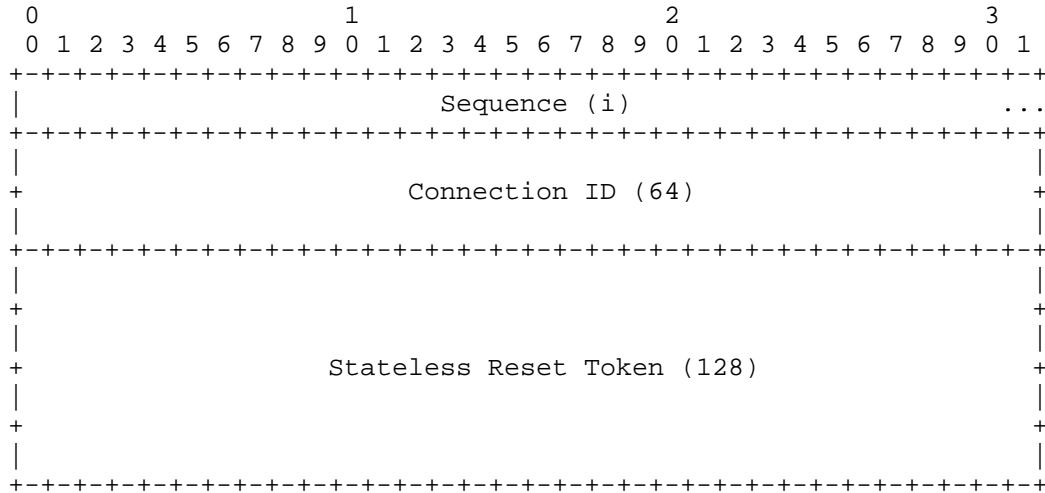 0                   1                   2                   3
 0 1 2 3 4 5 6 7 8 9 0 1 2 3 4 5 6 7 8 9 0 1 2 3 4 5 6 7 8 9 0 1
+-+-+-+-+-+-+-+-+-+-+-+-+-+-+-+-+-+-+-+-+-+-+-+-+-+-+-+-+-+-+-+-+
|                          Sequence (i)                       ...
+-+-+-+-+-+-+-+-+-+-+-+-+-+-+-+-+-+-+-+-+-+-+-+-+-+-+-+-+-+-+-+-+
|                                                               |
+                        Connection ID (64)                     +
|                                                               |
+-+-+-+-+-+-+-+-+-+-+-+-+-+-+-+-+-+-+-+-+-+-+-+-+-+-+-+-+-+-+-+-+
|                                                               |
+                                                               +
|                                                               |
+                   Stateless Reset Token (128)                 +
|                                                               |
+                                                               +
|                                                               |
+-+-+-+-+-+-+-+-+-+-+-+-+-+-+-+-+-+-+-+-+-+-+-+-+-+-+-+-+-+-+-+-+